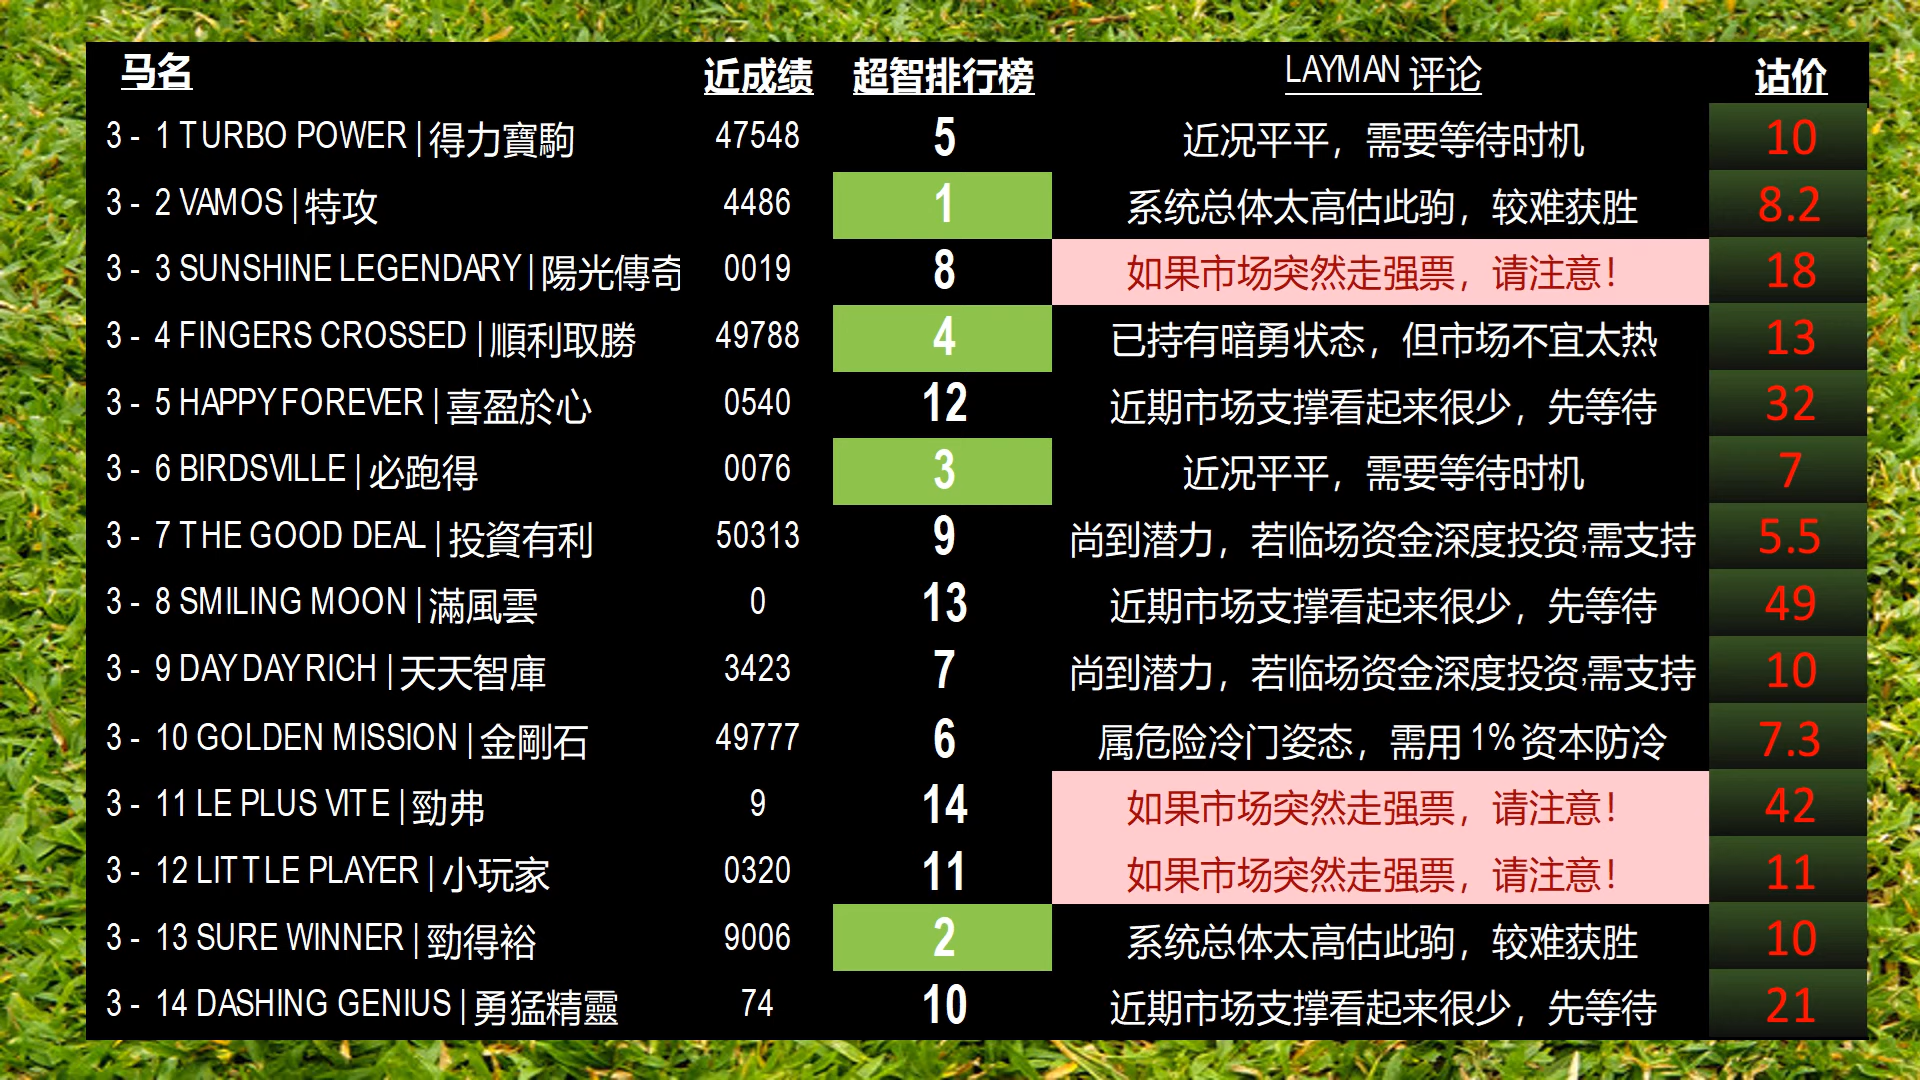 马名 近成绩 超智排行榜 LAYMAN 评论 诂价
3 - 1 TURBO POWER | 得力寶駒 47548 5 近况平平，需要等待时机 10
3 - 2 VAMOS | 特攻 4486 1 系统总体太高估此驹，较难获胜 8.2
3 - 3 SUNSHINE LEGENDARY | 陽光傳奇 0019 8 如果市场突然走强票，请注意！ 18
3 - 4 FINGERS CROSSED | 順利取勝 49788 4 已持有暗勇状态，但市场不宜太热 13
3 - 5 HAPPY FOREVER | 喜盈於心 0540 12 近期市场支撑看起来很少，先等待 32
3 - 6 BIRDSVILLE | 必跑得 0076 3 近况平平，需要等待时机 7
3 - 7 THE GOOD DEAL | 投資有利 50313 9 尚到潜力，若临场资金深度投资,需支持 5.5
3 - 8 SMILING MOON | 滿風雲 0 13 近期市场支撑看起来很少，先等待 49
3 - 9 DAY DAY RICH | 天天智庫 3423 7 尚到潜力，若临场资金深度投资,需支持 10
3 - 10 GOLDEN MISSION | 金剛石 49777 6 属危险冷门姿态，需用 1% 资本防冷 7.3
3 - 11 LE PLUS VITE | 勁弗 9 14 如果市场突然走强票，请注意！ 42
3 - 12 LITTLE PLAYER | 小玩家 0320 11 如果市场突然走强票，请注意！ 11
3 - 13 SURE WINNER | 勁得裕 9006 2 系统总体太高估此驹，较难获胜 10
3 - 14 DASHING GENIUS | 勇猛精靈 74 10 近期市场支撑看起来很少，先等待 21